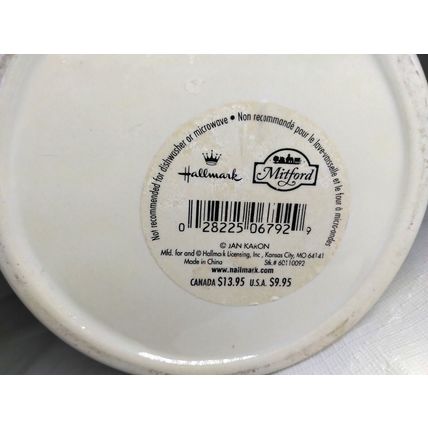 Not recommended for dishwasher or microwave • Non recommandé pour le lave-vaisselle et le four à micro-ondes
Hallmark
Mitford
0 28225 06792 9
© JAN KARON
Mfd. for and © Hallmark Licensing, Inc., Kansas City, MO 64141
Made in China Stk # 60110092
www.hallmark.com
CANADA $13.95 U.S.A. $9.95